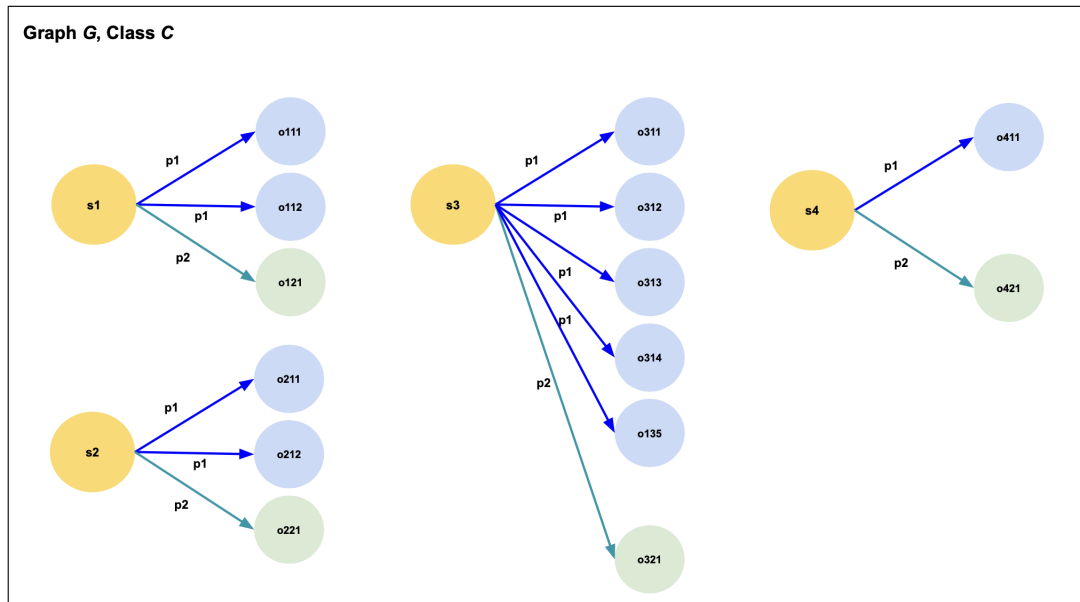 Graph G, Class C
s1
p1
o111
p1
o112
p2
o121
s2
p1
o211
p1
o212
p2
o221
s3
p1
o311
p1
o312
p1
o313
p1
o314
o135
p2
o321
s4
p1
o411
p2
o421